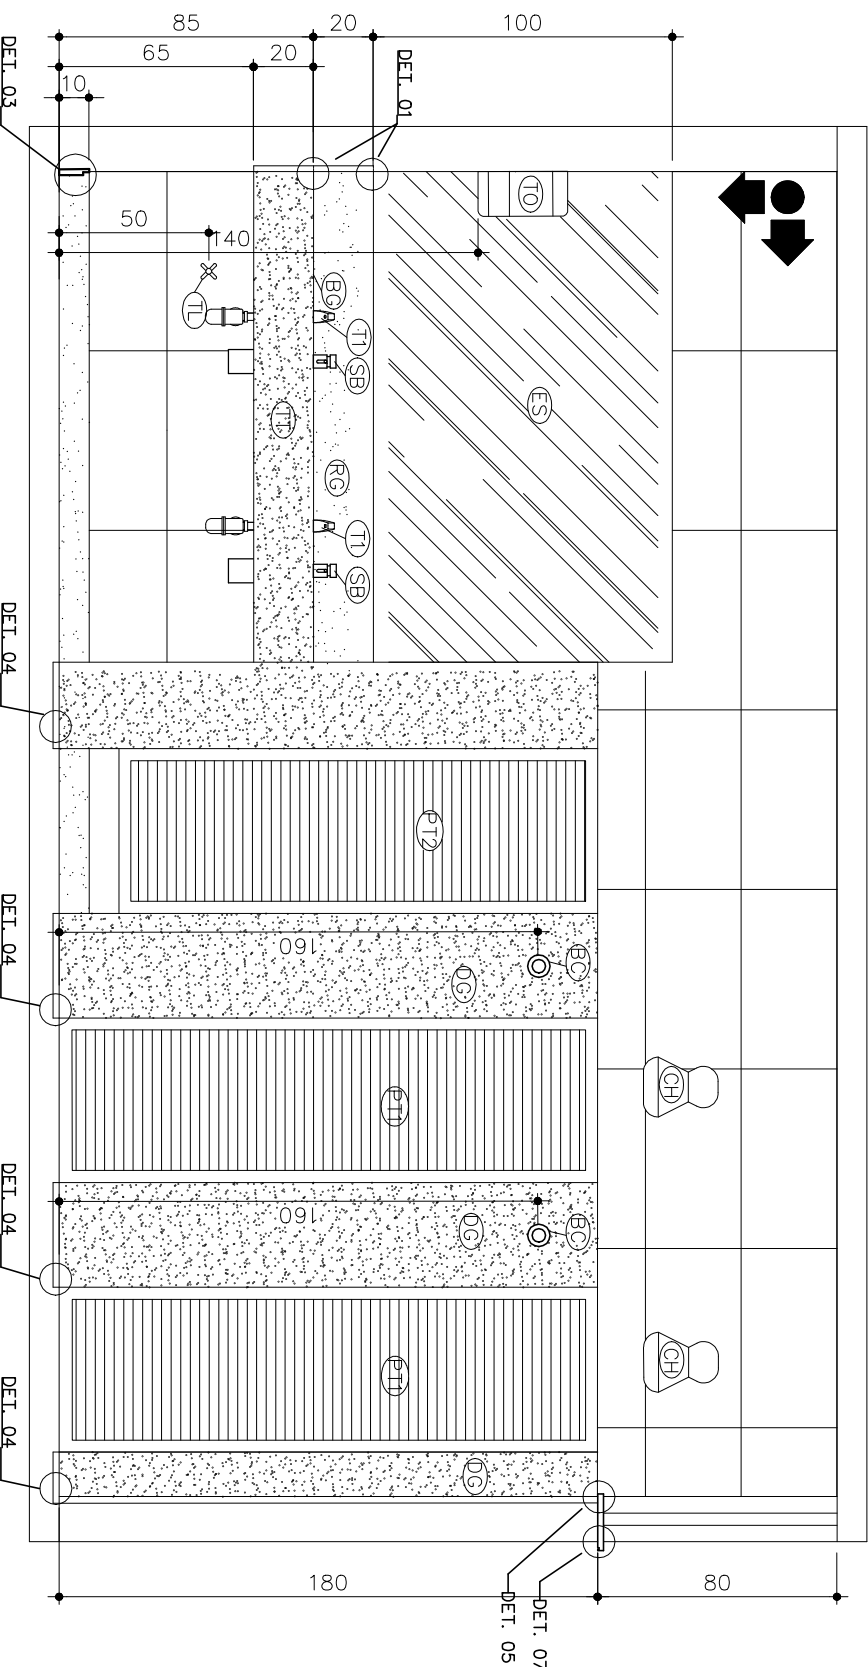 85
20
100
65
20
10
DET. 03
DET. 01
50
140
TO
TL
BG
T1
SB
ES
TT
RG
T1
SB
DET. 04
PT2
160
BC
DG
DET. 04
PT1
CH
160
BC
DG
DET. 04
PT1
CH
DG
DET. 04
180
80
DET. 05
DET. 07